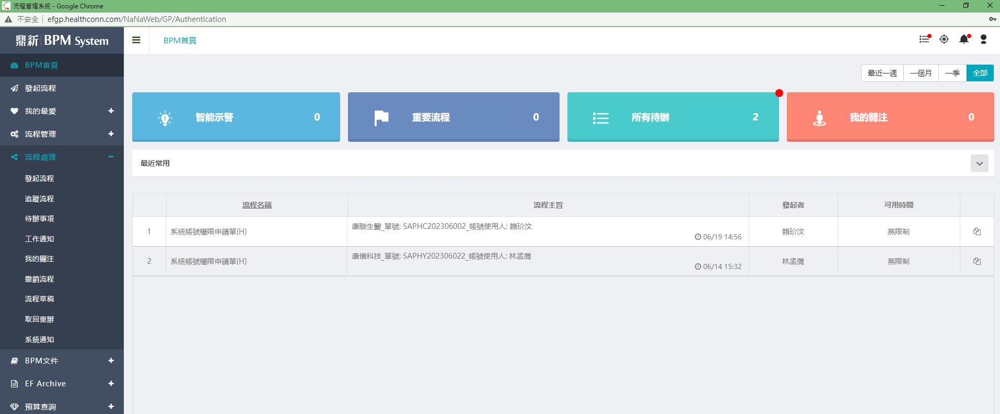 流程管理系統 - Google Chrome
不安全 | efgp.healthconn.com/NaNaWeb/GP/Authentication
鼎新 BPM System
BPM首頁
BPM首頁
發起流程
我的最愛
流程管理
流程處理
發起流程
追蹤流程
待辦事項
工作通知
我的關注
撤銷流程
流程草稿
取回重辦
系統通知
BPM文件
EF Archive
預算查詢
最近一週 一個月 一季 全部
智能示警 0
重要流程 0
所有待辦 2
我的關注 0
最近常用
流程名稱 流程主旨 發起者 可用時間
1 系統帳號權限申請單(H) 康聯生醫_單號: SAPHC202306002_帳號使用人: 賴玠汶 06/19 14:56 賴玠汶 無限制
2 系統帳號權限申請單(H) 康儀科技_單號: SAPHY202306022_帳號使用人: 林孟蒨 06/14 15:32 林孟蒨 無限制